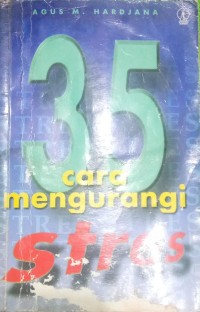 AGUS M. HARDJANA
35
cara
mengurangi
stres